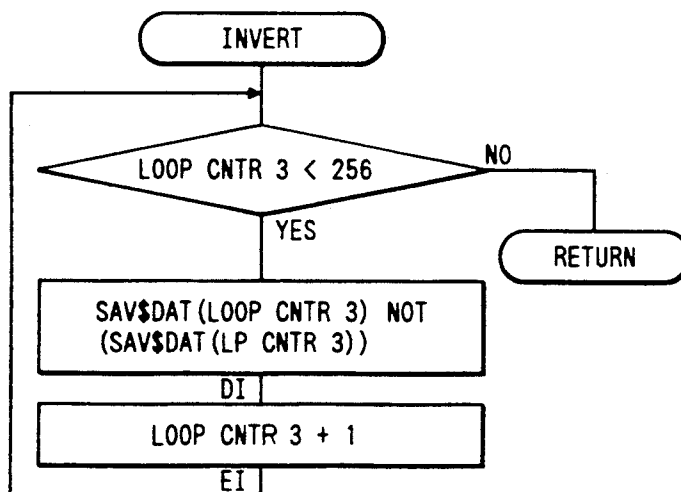 INVERT
LOOP CNTR 3 < 256
NO
YES
RETURN
SAV$DAT(LOOP CNTR 3) NOT
(SAV$DAT(LP CNTR 3))
DI
LOOP CNTR 3 + 1
EI